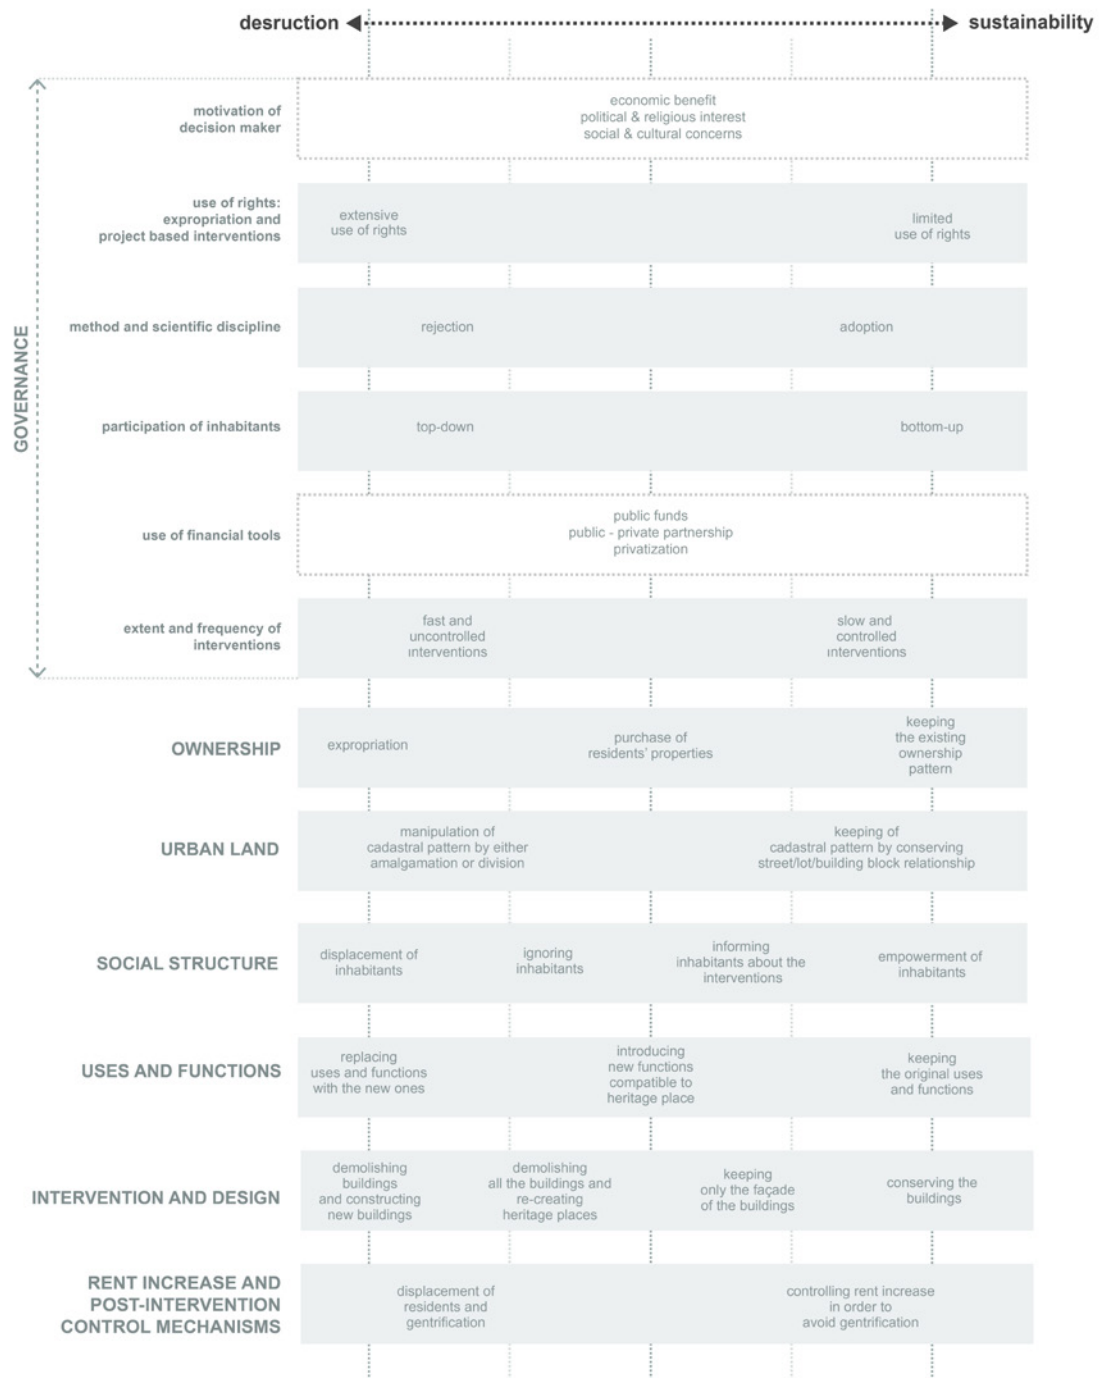 desruction
sustainability
GOVERNANCE
motivation of
decision maker
economic benefit
political & religious interest
social & cultural concerns
use of rights:
expropriation and
project based interventions
extensive
use of rights
limited
use of rights
method and scientific discipline
rejection
adoption
participation of inhabitants
top-down
bottom-up
use of financial tools
public funds
public - private partnership
privatization
extent and frequency of
interventions
fast and
uncontrolled
interventions
slow and
controlled
interventions
OWNERSHIP
expropriation
purchase of
residents' properties
keeping
the existing
ownership
pattern
URBAN LAND
manipulation of
cadastral pattern by either
amalgamation or division
keeping of
cadastral pattern by conserving
street/lot/building block relationship
SOCIAL STRUCTURE
displacement of
inhabitants
ignoring
inhabitants
informing
inhabitants about the
interventions
empowerment of
inhabitants
USES AND FUNCTIONS
replacing
uses and functions
with the new ones
introducing
new functions
compatible to
heritage place
keeping
the original uses
and functions
INTERVENTION AND DESIGN
demolishing
buildings
and constructing
new buildings
demolishing
all the buildings and
re-creating
heritage places
keeping
only the façade
of the buildings
conserving the
buildings
RENT INCREASE AND
POST-INTERVENTION
CONTROL MECHANISMS
displacement of
residents and
gentrification
controlling rent increase
in order to
avoid gentrification